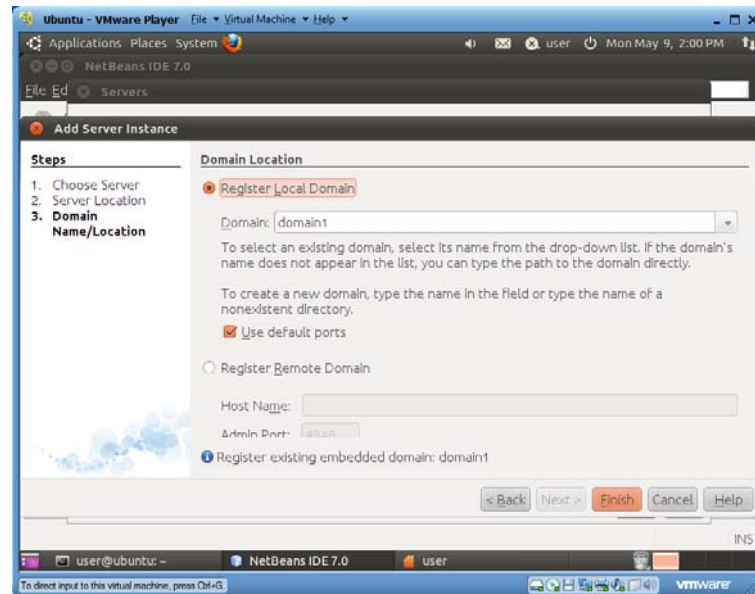 Ubuntu - VMware Player File Virtual Machine Help
Applications Places System user Mon May 9, 2:00 PM
NetBeans IDE 7.0
File Ed Servers
Add Server Instance
Steps
1. Choose Server
2. Server Location
3. Domain
Name/Location
Domain Location
Register Local Domain
Domain: domain1
To select an existing domain, select its name from the drop-down list. If the domain's
name does not appear in the list, you can type the path to the domain directly.
To create a new domain, type the name in the field or type the name of a
nonexistent directory.
Use default ports
Register Remote Domain
Host Name:
Admin Port: 4848
Register existing embedded domain: domain1
< Back Next > Finish Cancel Help
INS
user@ubuntu: ~ NetBeans IDE 7.0 user
To direct input to this virtual machine, press Ctrl+G. vmware